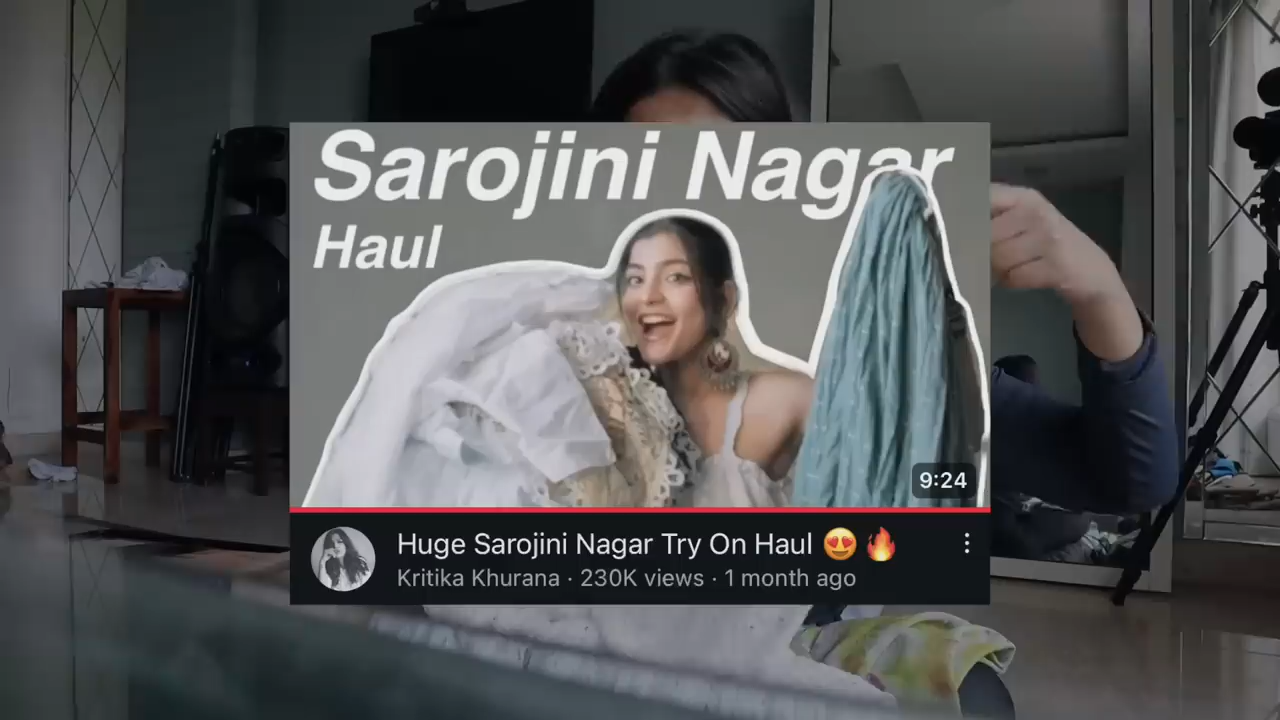 Sarojini Nagar
Haul
9:24
Huge Sarojini Nagar Try On Haul 😍🔥
Kritika Khurana · 230K views · 1 month ago